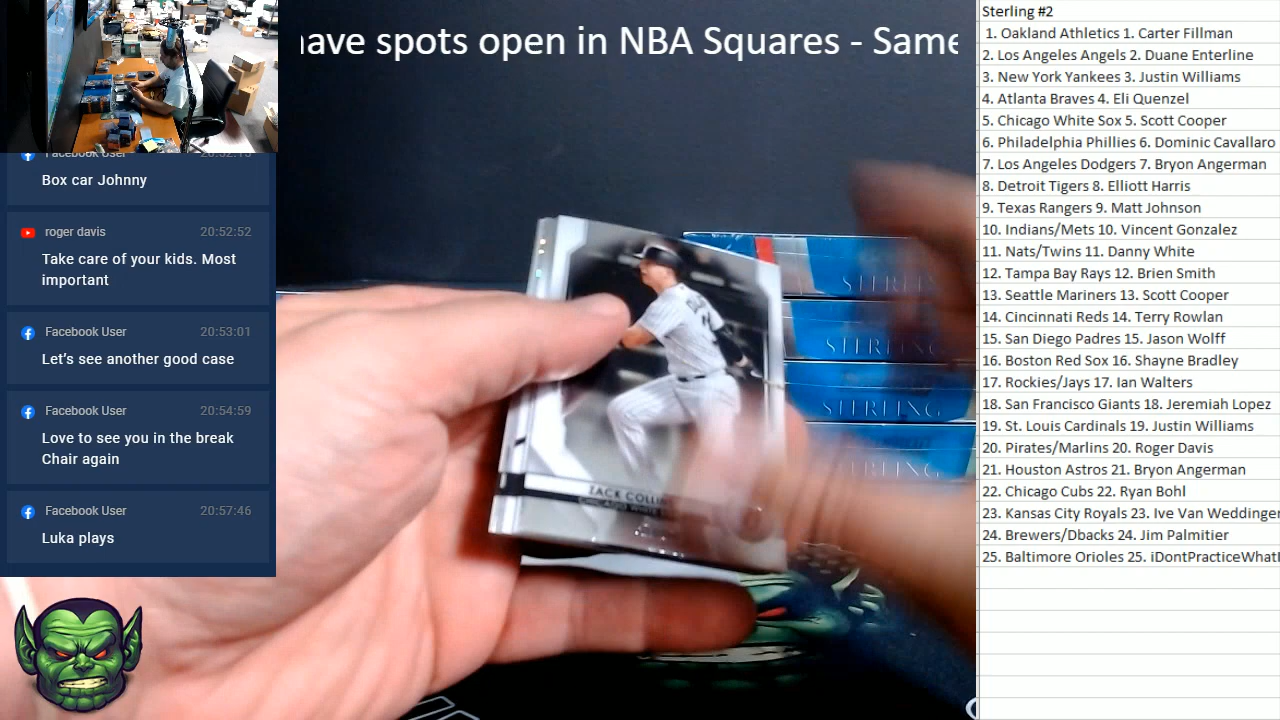 have spots open in NBA Squares - Same
Facebook User 20:52:15
Box car Johnny
roger davis 20:52:52
Take care of your kids. Most
important
Facebook User 20:53:01
Let's see another good case
Facebook User 20:54:59
Love to see you in the break
Chair again
Facebook User 20:57:46
Luka plays
ZACK COLLIN
CHICAGO WHITE
STERLING
STERLING
STERLING
STERLING
Sterling #2
1. Oakland Athletics 1. Carter Fillman
2. Los Angeles Angels 2. Duane Enterline
3. New York Yankees 3. Justin Williams
4. Atlanta Braves 4. Eli Quenzel
5. Chicago White Sox 5. Scott Cooper
6. Philadelphia Phillies 6. Dominic Cavallaro
7. Los Angeles Dodgers 7. Bryon Angerman
8. Detroit Tigers 8. Elliott Harris
9. Texas Rangers 9. Matt Johnson
10. Indians/Mets 10. Vincent Gonzalez
11. Nats/Twins 11. Danny White
12. Tampa Bay Rays 12. Brien Smith
13. Seattle Mariners 13. Scott Cooper
14. Cincinnati Reds 14. Terry Rowlan
15. San Diego Padres 15. Jason Wolff
16. Boston Red Sox 16. Shayne Bradley
17. Rockies/Jays 17. Ian Walters
18. San Francisco Giants 18. Jeremiah Lopez
19. St. Louis Cardinals 19. Justin Williams
20. Pirates/Marlins 20. Roger Davis
21. Houston Astros 21. Bryon Angerman
22. Chicago Cubs 22. Ryan Bohl
23. Kansas City Royals 23. Ive Van Weddinger
24. Brewers/Dbacks 24. Jim Palmitier
25. Baltimore Orioles 25. iDontPracticeWhat